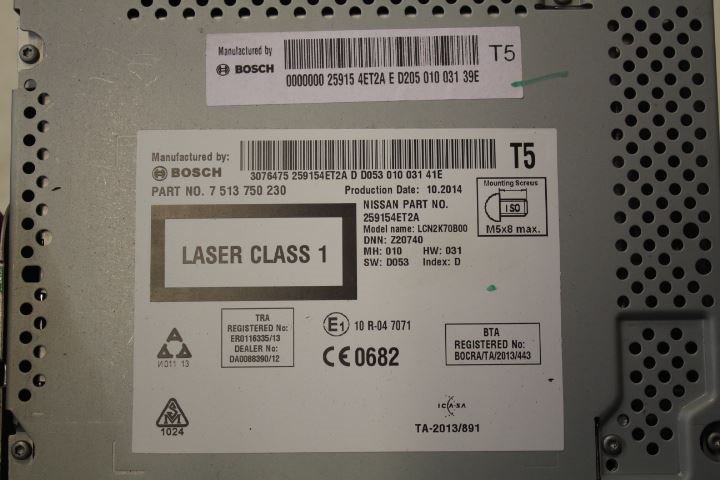 Manufactured by
BOSCH
T5
0000000 25915 4ET2A E D205 010 031 39E
Manufactured by:
BOSCH
T5
3076475 259154ET2A D D053 010 031 41E
PART NO. 7 513 750 230
Production Date: 10.2014
NISSAN PART NO.
259154ET2A
Model name: LCN2K70B00
DNN: Z20740
MH: 010 HW: 031
SW: D053 Index: D
Mounting Screws
ISO
M5x8 max.
LASER CLASS 1
TRA
REGISTERED No:
ER0116335/13
DEALER No:
DA0088390/12
E1 10 R-04 7071
CE0682
BTA
REGISTERED No:
BOCRA/TA/2013/443
И011 13
1024
ICASA
TA-2013/891